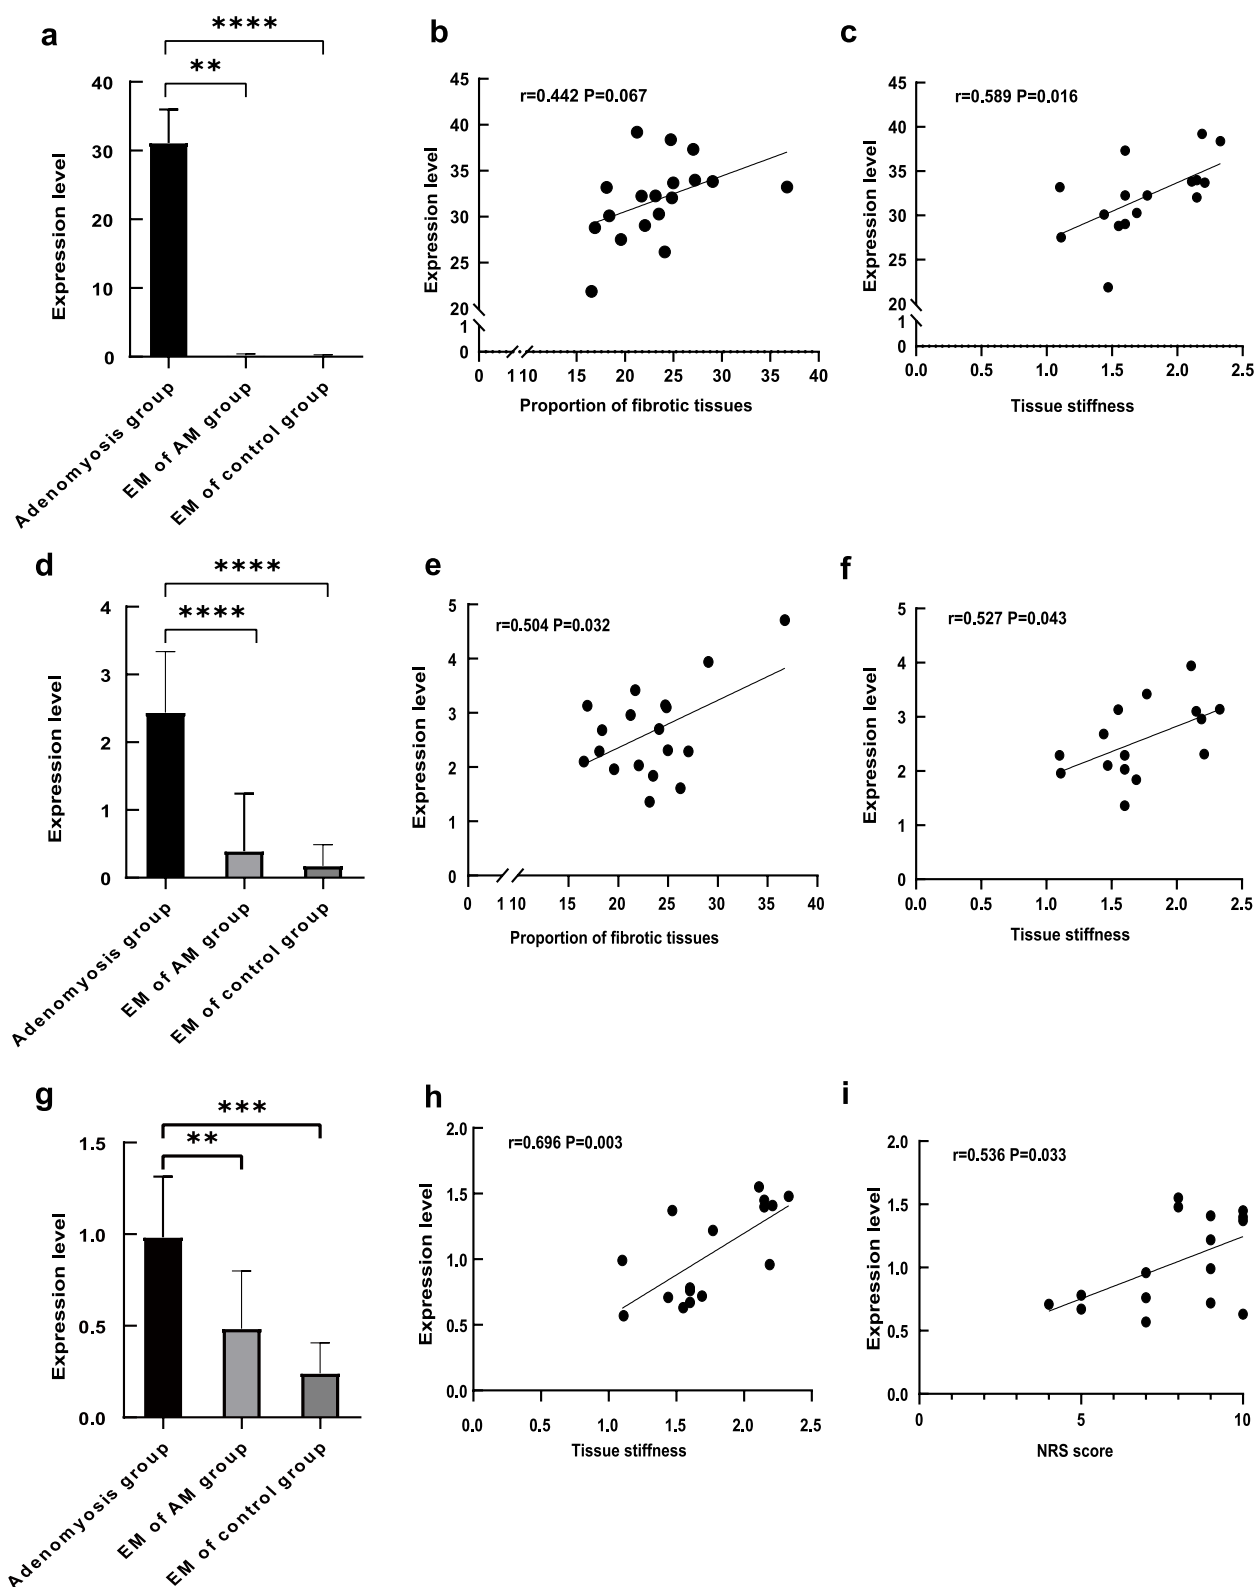 a
****
**
40
30
20
10
0
Expression level
Adenomyosis group
EM of AM group
EM of control group
b
r=0.442 P=0.067
45
40
35
30
25
20
1
0
Expression level
0 1 10 15 20 25 30 35 40
Proportion of fibrotic tissues
c
r=0.589 P=0.016
45
40
35
30
25
20
1
0
Expression level
0.0 0.5 1.0 1.5 2.0 2.5
Tissue stiffness
d
****
****
4
3
2
1
0
Expression level
Adenomyosis group
EM of AM group
EM of control group
e
r=0.504 P=0.032
5
4
3
2
1
0
Expression level
0 1 10 15 20 25 30 35 40
Proportion of fibrotic tissues
f
r=0.527 P=0.043
5
4
3
2
1
0
Expression level
0.0 0.5 1.0 1.5 2.0 2.5
Tissue stiffness
g
***
**
1.5
1.0
0.5
0.0
Expression level
Adenomyosis group
EM of AM group
EM of control group
h
r=0.696 P=0.003
2.0
1.5
1.0
0.5
0.0
Expression level
0.0 0.5 1.0 1.5 2.0 2.5
Tissue stiffness
i
r=0.536 P=0.033
2.0
1.5
1.0
0.5
0.0
Expression level
0 5 10
NRS score